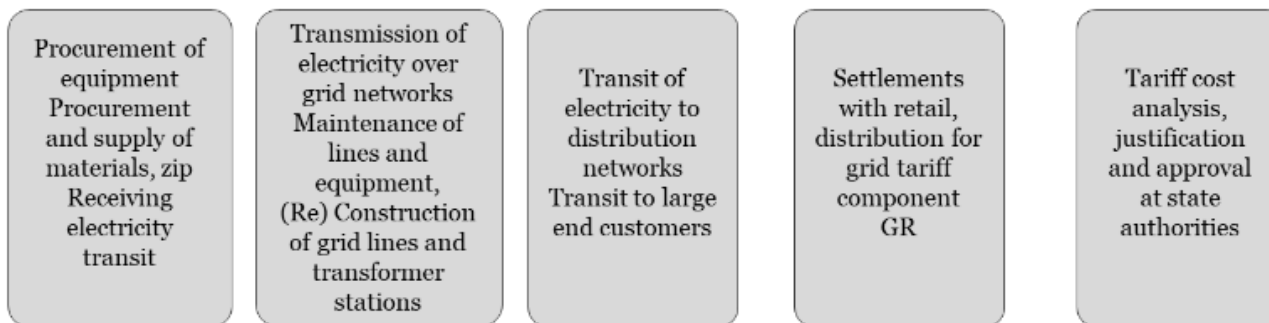 Procurement of
equipment
Procurement
and supply of
materials, zip
Receiving
electricity
transit
Transmission of
electricity over
grid networks
Maintenance of
lines and
equipment,
(Re) Construction
of grid lines and
transformer
stations
Transit of
electricity to
distribution
networks
Transit to large
end customers
Settlements
with retail,
distribution for
grid tariff
component
GR
Tariff cost
analysis,
justification
and approval
at state
authorities